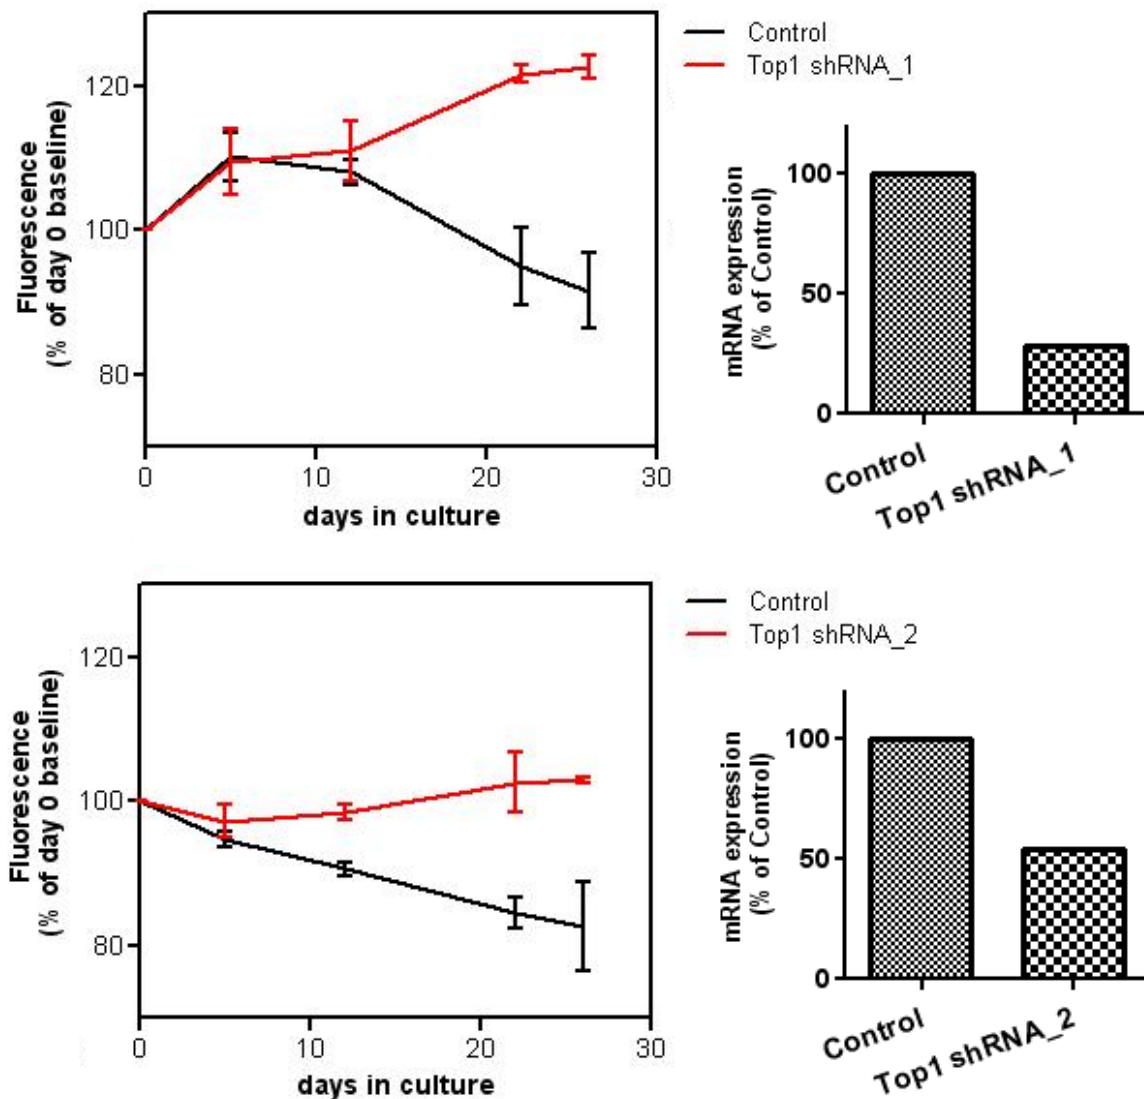 Control
Top1 shRNA_1
Fluorescence
(% of day 0 baseline)
120
100
80
0
10
20
30
days in culture
mRNA expression
(% of Control)
100
50
0
Control
Top1 shRNA_1
Control
Top1 shRNA_2
Fluorescence
(% of day 0 baseline)
120
100
80
0
10
20
30
days in culture
mRNA expression
(% of Control)
100
50
0
Control
Top1 shRNA_2